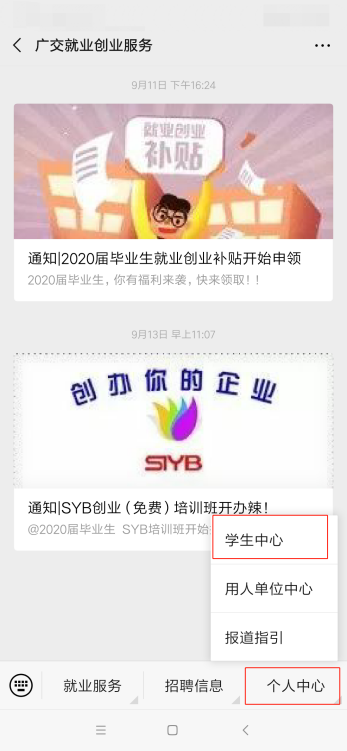 广交就业创业服务
9月11日 下午16:24
就业创业
补贴
通知|2020届毕业生就业创业补贴开始申领
2020届毕业生，你有福利来袭，快来领取！！
9月13日 早上11:07
创办你的企业
SIYB
通知|SYB创业（免费）培训班开办辣！
@2020届毕业生 SYB培训班开始
学生中心
用人单位中心
报道指引
就业服务
招聘信息
个人中心